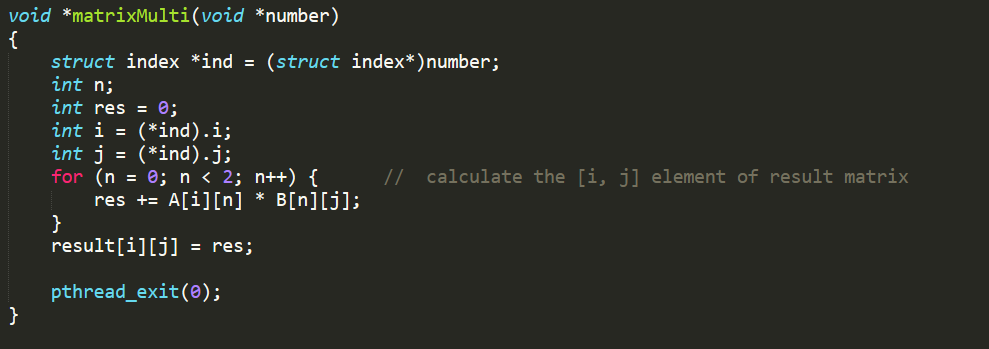 void *matrixMulti(void *number)
{
    struct index *ind = (struct index*)number;
    int n;
    int res = 0;
    int i = (*ind).i;
    int j = (*ind).j;
    for (n = 0; n < 2; n++) {      //  calculate the [i, j] element of result matrix
        res += A[i][n] * B[n][j];
    }
    result[i][j] = res;

    pthread_exit(0);
}